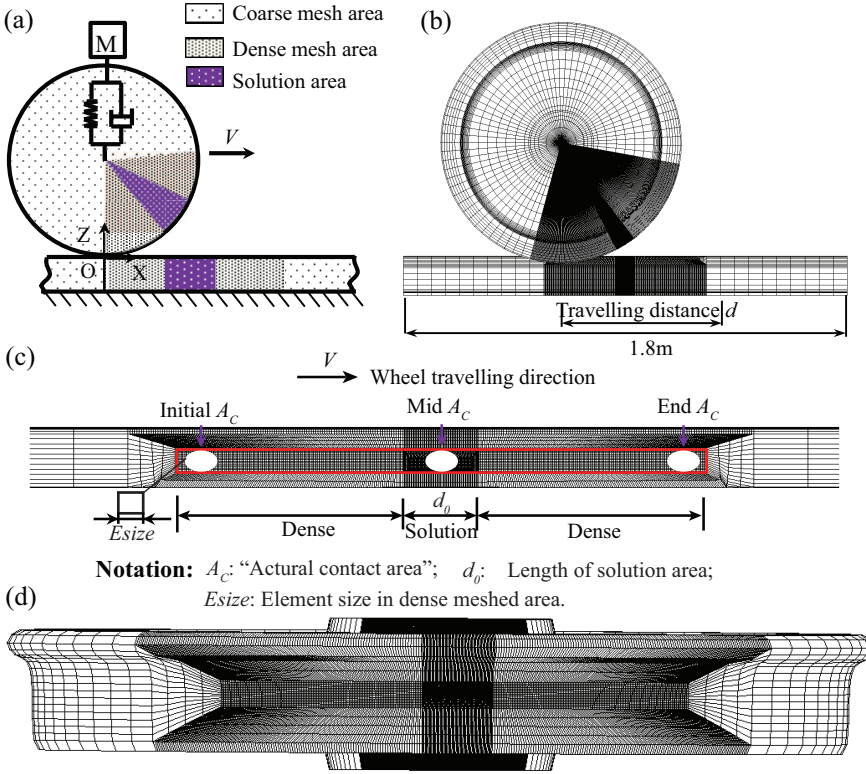 (a)
M
V
Z
O
X
Coarse mesh area
Dense mesh area
Solution area
(b)
Travelling distance d
1.8m
(c)
V
Wheel travelling direction
Initial A_C
Mid A_C
End A_C
Esize
d_0
Dense
Solution
Dense
Notation: A_C: “Actural contact area”; d_0: Length of solution area;
Esize: Element size in dense meshed area.
(d)